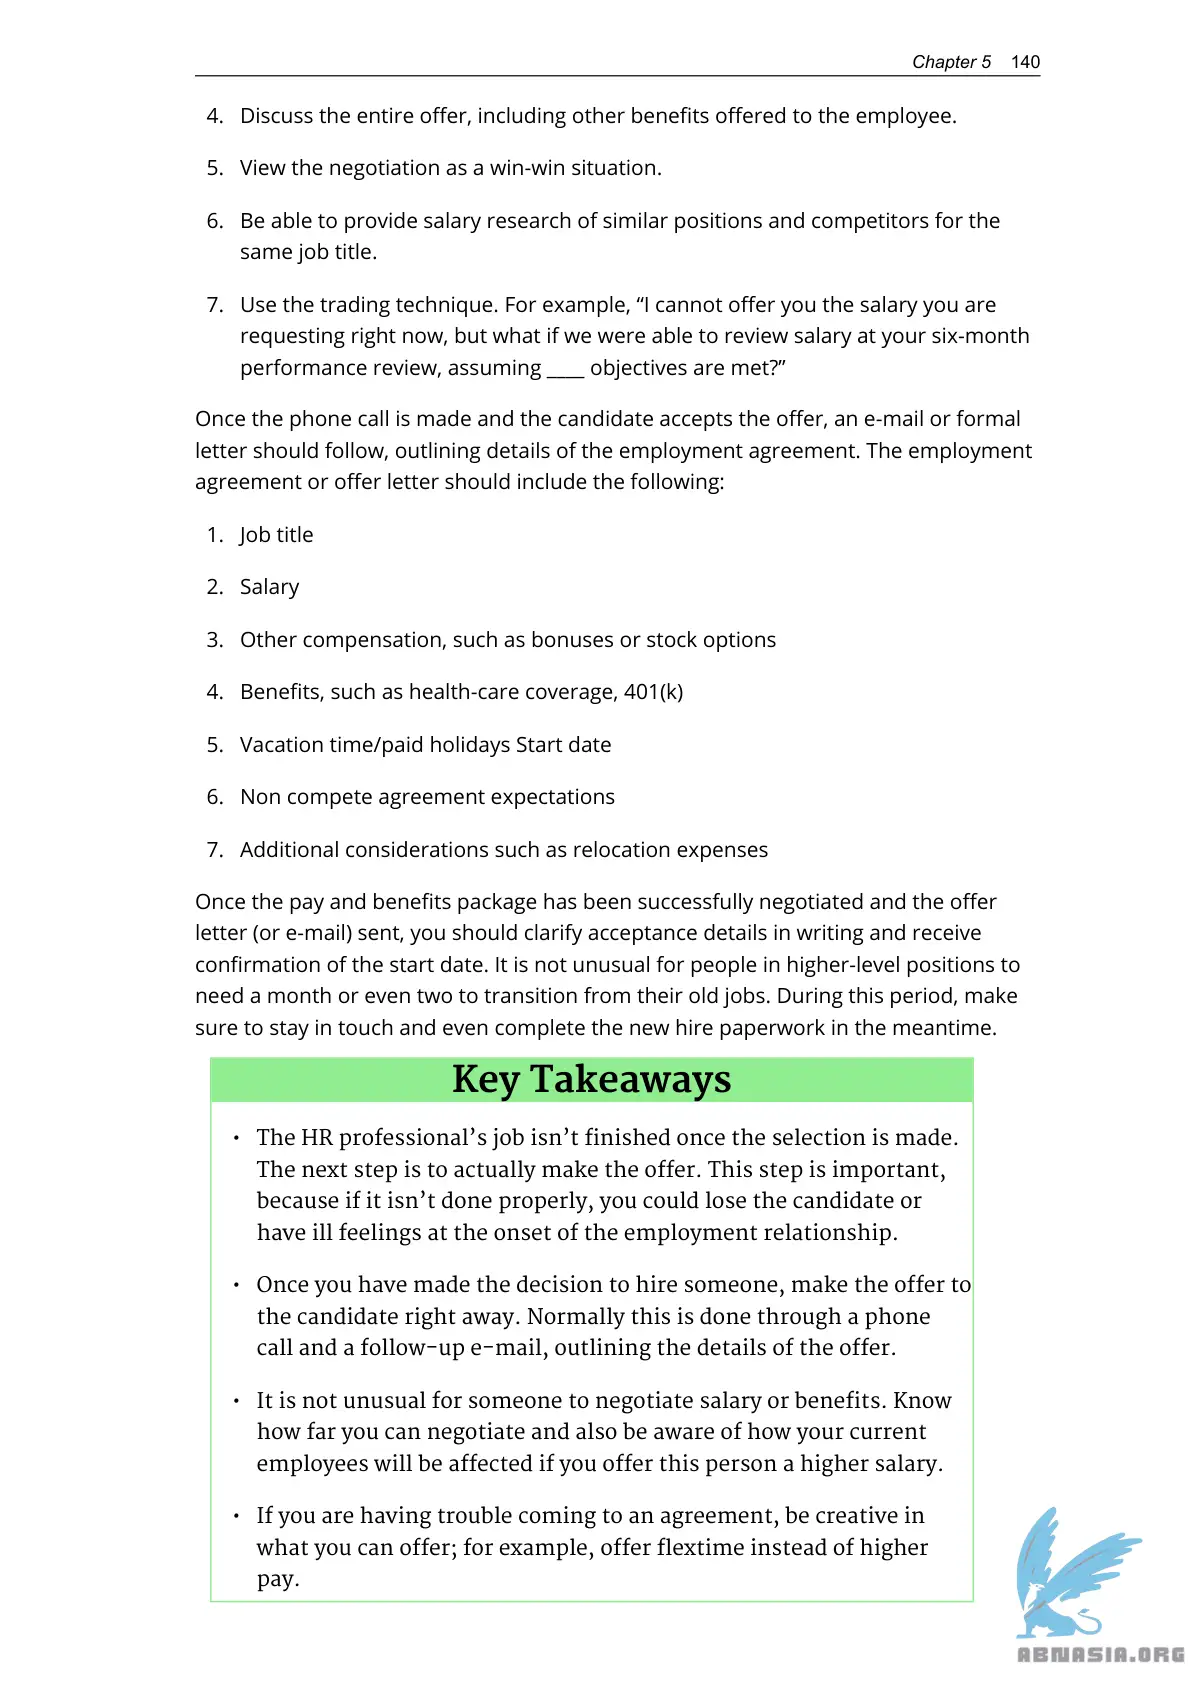 Chapter 5 140
4. Discuss the entire offer, including other benefits offered to the employee.
5. View the negotiation as a win-win situation.
6. Be able to provide salary research of similar positions and competitors for the
same job title.
7. Use the trading technique. For example, “I cannot offer you the salary you are
requesting right now, but what if we were able to review salary at your six-month
performance review, assuming ____ objectives are met?”
Once the phone call is made and the candidate accepts the offer, an e-mail or formal
letter should follow, outlining details of the employment agreement. The employment
agreement or offer letter should include the following:
1. Job title
2. Salary
3. Other compensation, such as bonuses or stock options
4. Benefits, such as health-care coverage, 401(k)
5. Vacation time/paid holidays Start date
6. Non compete agreement expectations
7. Additional considerations such as relocation expenses
Once the pay and benefits package has been successfully negotiated and the offer
letter (or e-mail) sent, you should clarify acceptance details in writing and receive
confirmation of the start date. It is not unusual for people in higher-level positions to
need a month or even two to transition from their old jobs. During this period, make
sure to stay in touch and even complete the new hire paperwork in the meantime.
Key Takeaways
• The HR professional’s job isn’t finished once the selection is made.
The next step is to actually make the offer. This step is important,
because if it isn’t done properly, you could lose the candidate or
have ill feelings at the onset of the employment relationship.
• Once you have made the decision to hire someone, make the offer to
the candidate right away. Normally this is done through a phone
call and a follow-up e-mail, outlining the details of the offer.
• It is not unusual for someone to negotiate salary or benefits. Know
how far you can negotiate and also be aware of how your current
employees will be affected if you offer this person a higher salary.
• If you are having trouble coming to an agreement, be creative in
what you can offer; for example, offer flextime instead of higher
pay.
ABNASIA.ORG